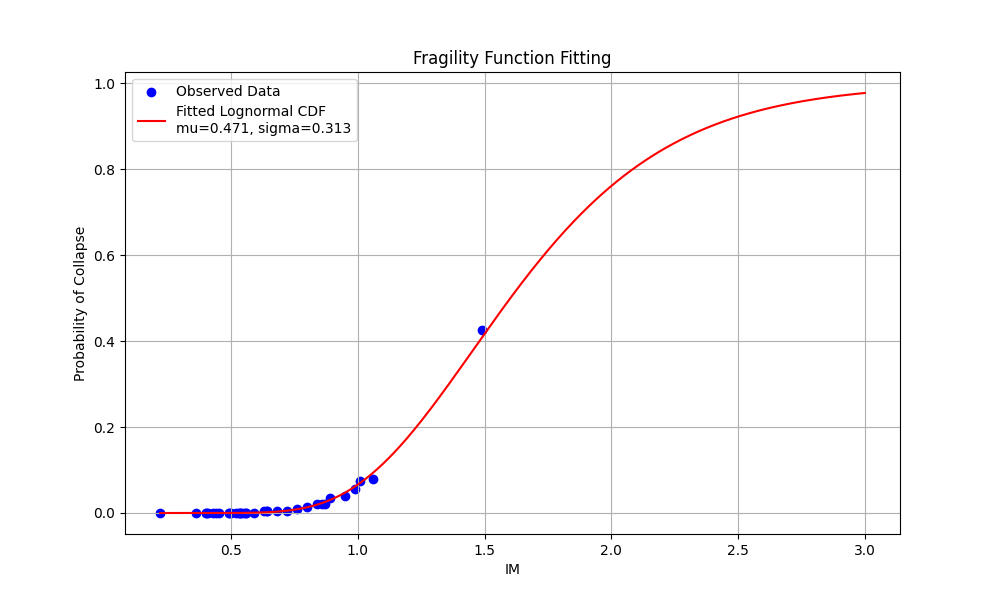 Fragility Function Fitting
Observed Data
Fitted Lognormal CDF
mu=0.471, sigma=0.313
Probability of Collapse
1.0
0.8
0.6
0.4
0.2
0.0
0.5
1.0
1.5
2.0
2.5
3.0
IM